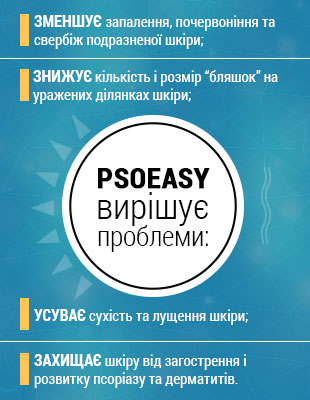 ЗМЕНШУЄ запалення, почервоніння та
свербіж подразненої шкіри;
ЗНИЖУЄ кількість і розмір “бляшок” на
уражених ділянках шкіри;
PSOEASY
вирішує
проблеми:
УСУВАЄ сухість та лущення шкіри;
ЗАХИЩАЄ шкіру від загострення і
розвитку псоріазу та дерматитів.